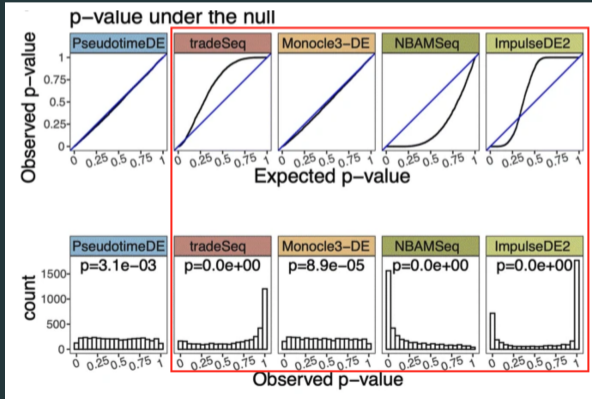 p-value under the null
PseudotimeDE tradeSeq Monocle3-DE NBAMSeq ImpulseDE2
Observed p-value
1
0.75
0.5
0.25
0
0 0.25 0.5 0.75 1 0 0.25 0.5 0.75 1 0 0.25 0.5 0.75 1 0 0.25 0.5 0.75 1 0 0.25 0.5 0.75 1
Expected p-value
PseudotimeDE tradeSeq Monocle3-DE NBAMSeq ImpulseDE2
p=3.1e-03 p=0.0e+00 p=8.9e-05 p=0.0e+00 p=0.0e+00
count
1500
1000
500
0
0 0.25 0.5 0.75 1 0 0.25 0.5 0.75 1 0 0.25 0.5 0.75 1 0 0.25 0.5 0.75 1 0 0.25 0.5 0.75 1
Observed p-value